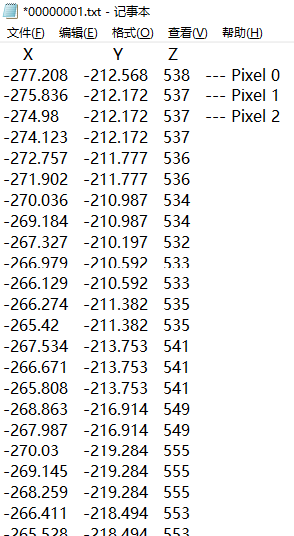 *00000001.txt - 记事本
文件(F) 编辑(E) 格式(O) 查看(V) 帮助(H)
X Y Z
-277.208 -212.568 538 --- Pixel 0
-275.836 -212.172 537 --- Pixel 1
-274.98 -212.172 537 --- Pixel 2
-274.123 -212.172 537
-272.757 -211.777 536
-271.902 -211.777 536
-270.036 -210.987 534
-269.184 -210.987 534
-267.327 -210.197 532
-266.979 -210.592 533
-266.129 -210.592 533
-266.274 -211.382 535
-265.42 -211.382 535
-267.534 -213.753 541
-266.671 -213.753 541
-265.808 -213.753 541
-268.863 -216.914 549
-267.987 -216.914 549
-270.03 -219.284 555
-269.145 -219.284 555
-268.259 -219.284 555
-266.411 -218.494 553
-265.528 -218.494 553